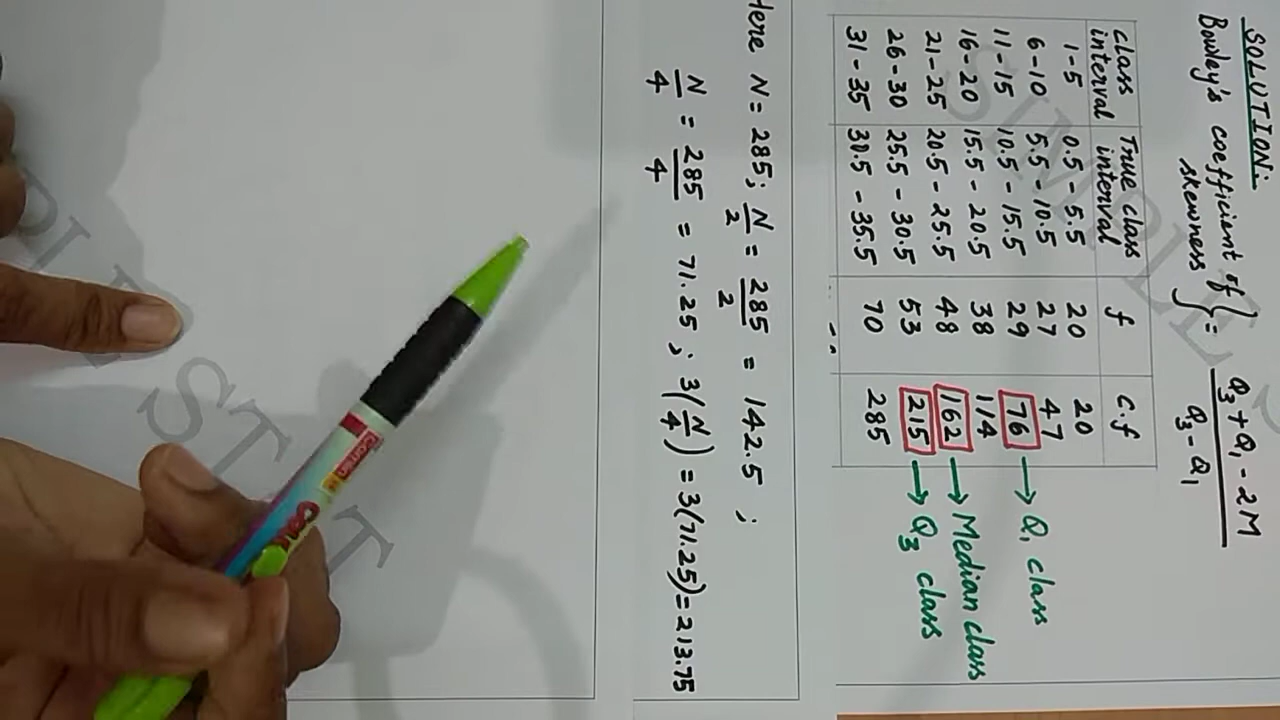 SOLUTION:
Bowley's coefficient of skewness } = Q3 + Q1 - 2M / Q3 - Q1
class interval True class interval f c.f
1-5 0.5 - 5.5 20 20
6-10 5.5 - 10.5 27 47
11-15 10.5 - 15.5 29 76 → Q1 class
16-20 15.5 - 20.5 38 114
21-25 20.5 - 25.5 48 162 → Median class
26-30 25.5 - 30.5 53 215 → Q3 class
31-35 30.5 - 35.5 70 285
Here N = 285; N/2 = 285/2 = 142.5 ;
N/4 = 285/4 = 71.25 ; 3(N/4) = 3(71.25) = 213.75
SIMPLE ST
PLE ST